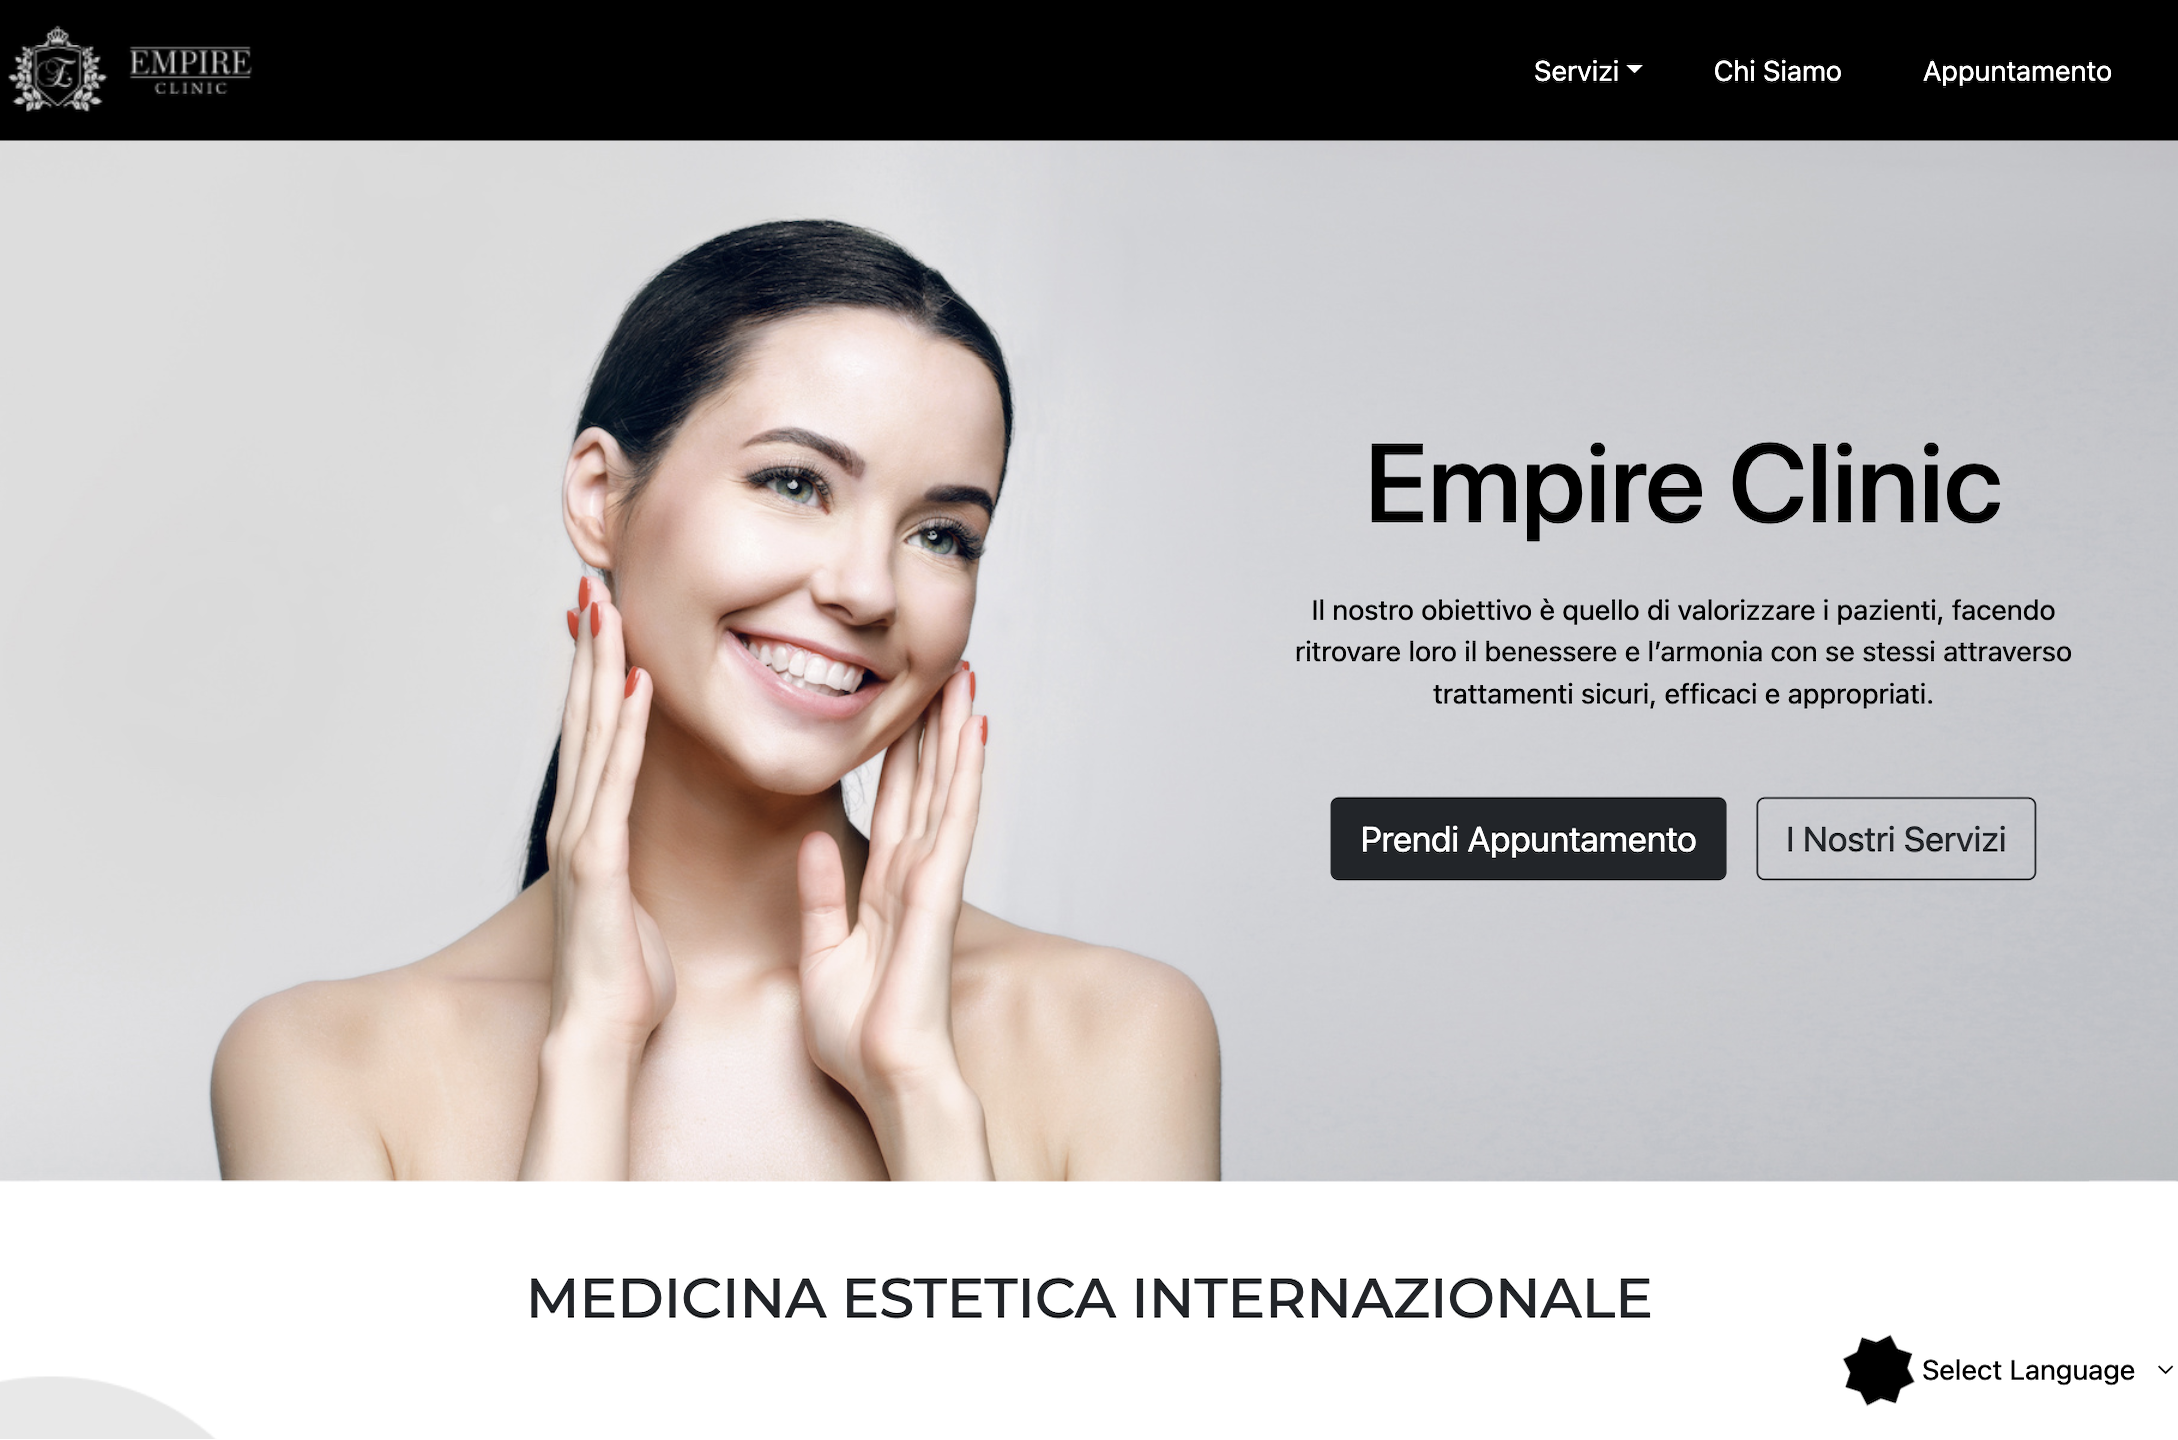 EMPIRE
CLINIC
Servizi
Chi Siamo
Appuntamento
Empire Clinic
Il nostro obiettivo è quello di valorizzare i pazienti, facendo
ritrovare loro il benessere e l’armonia con se stessi attraverso
trattamenti sicuri, efficaci e appropriati.
Prendi Appuntamento
I Nostri Servizi
MEDICINA ESTETICA INTERNAZIONALE
Select Language